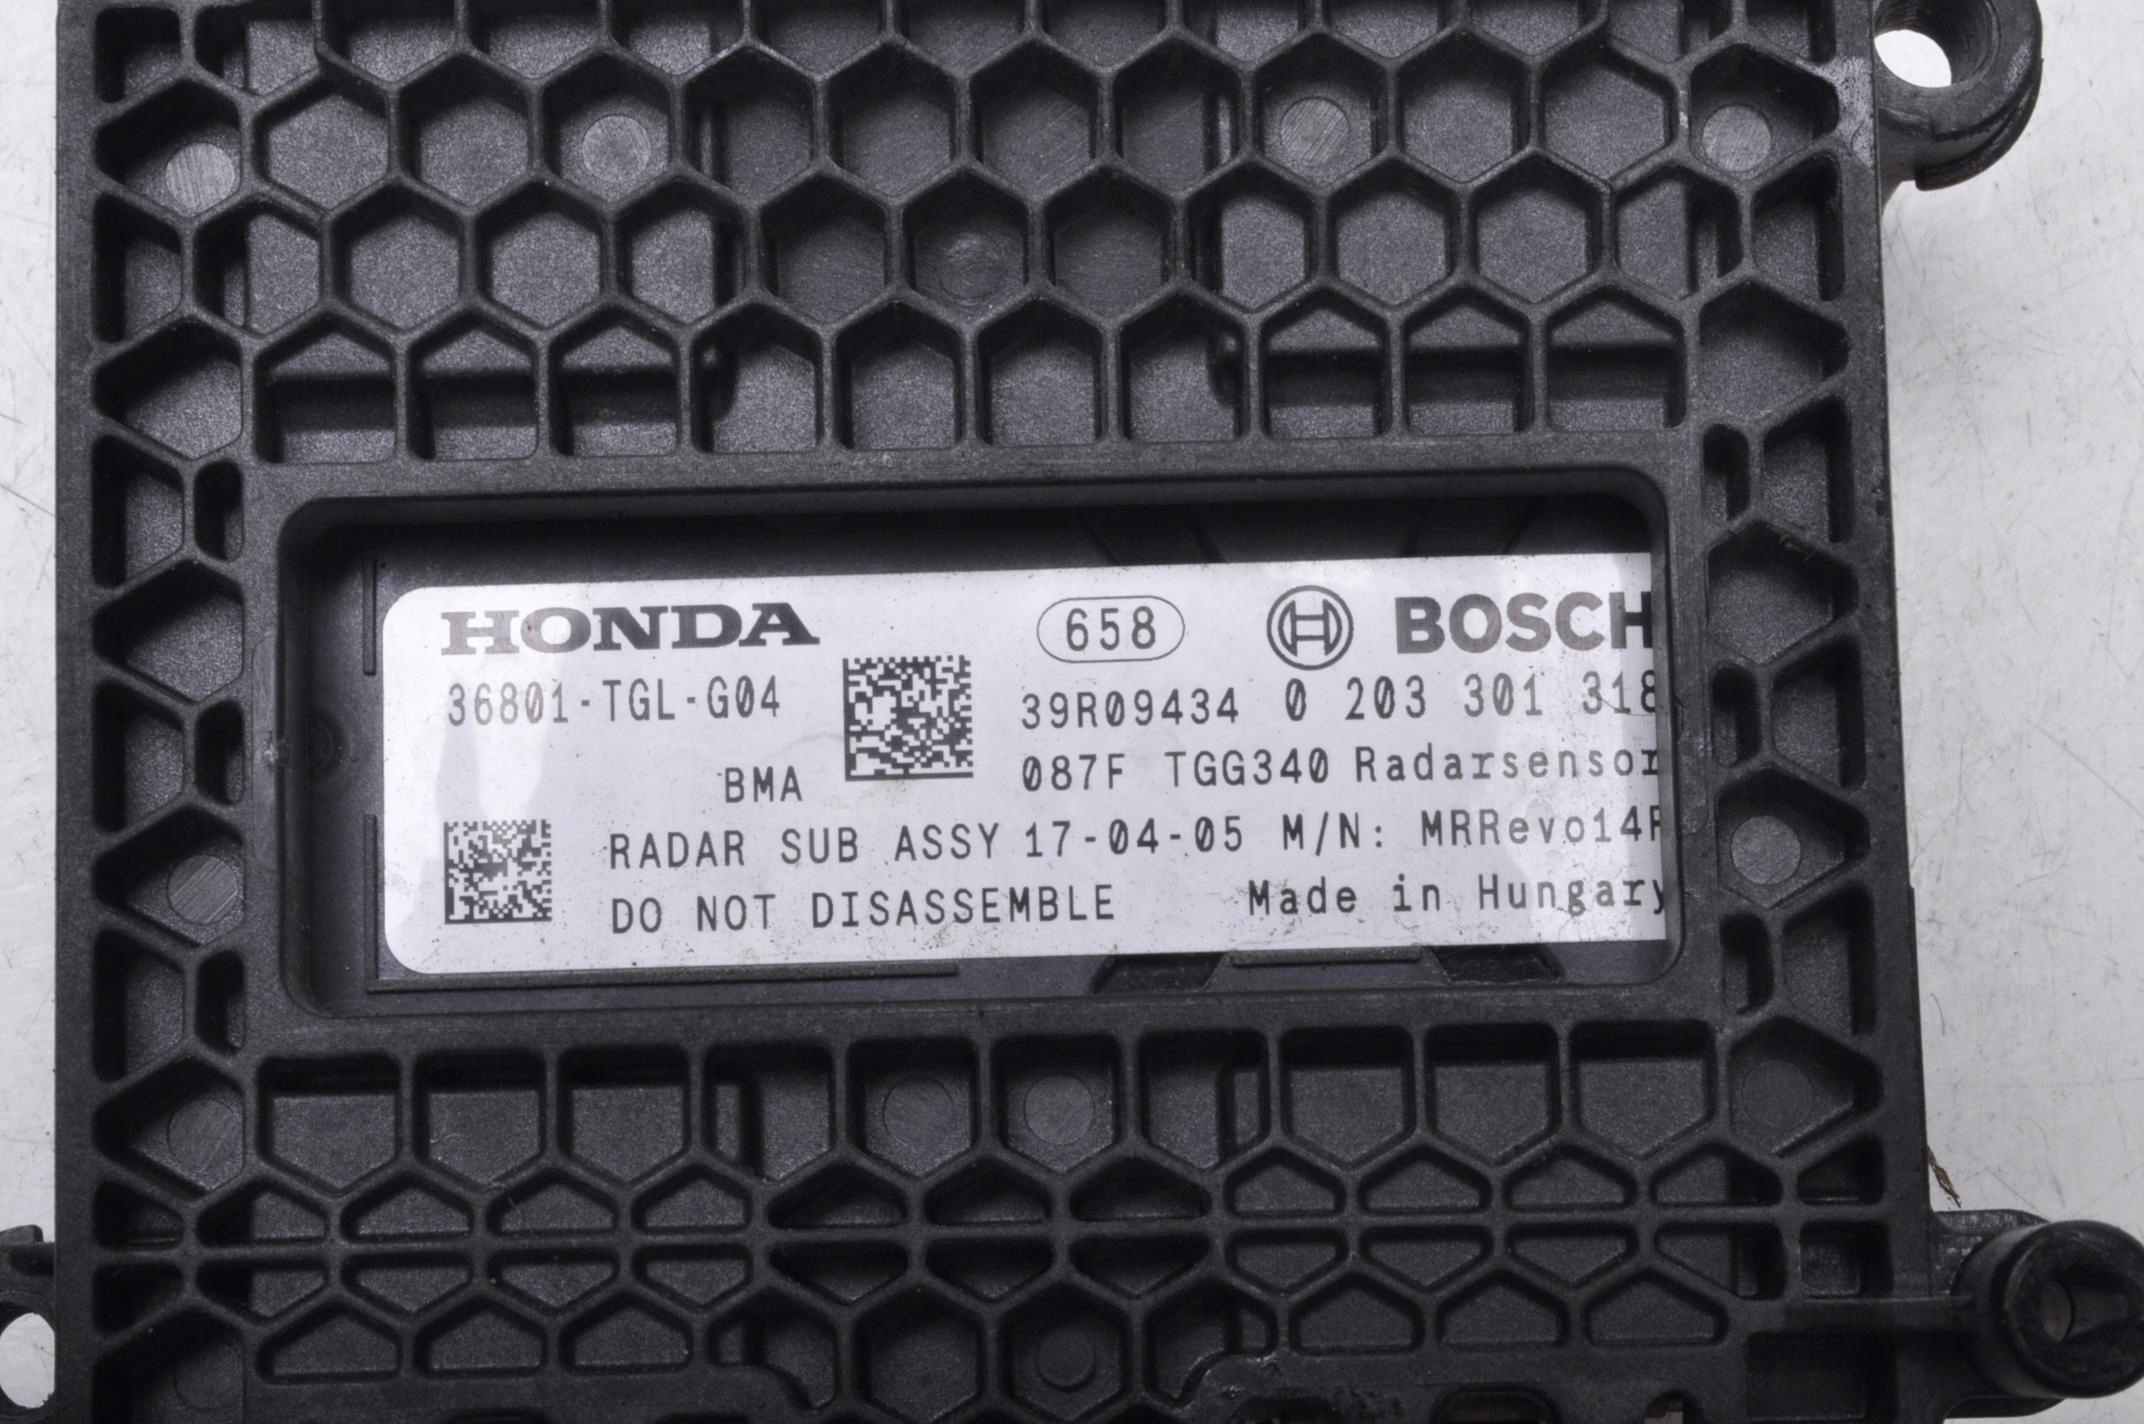 HONDA 658 BOSCH
36801-TGL-G04 39R09434 0 203 301 318
BMA 087F TGG340 Radarsensor
RADAR SUB ASSY 17-04-05 M/N: MRRevo14F
DO NOT DISASSEMBLE Made in Hungary